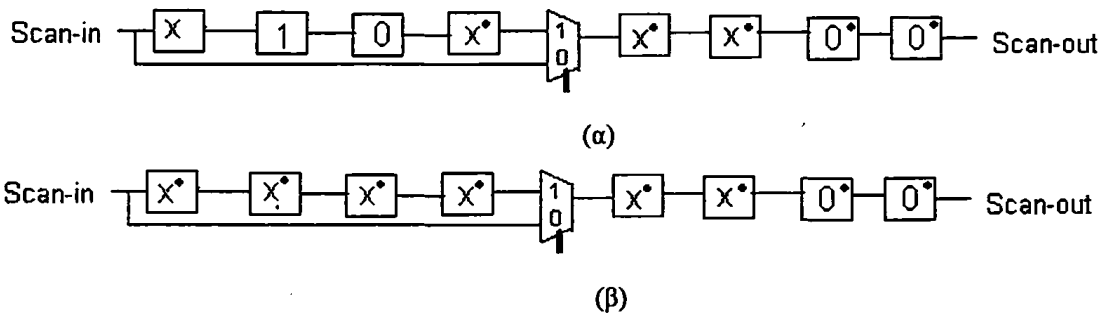 Scan-in X 1 0 X• 1 X• X• 0• 0• Scan-out
0
(α)
Scan-in X• X• X• X• 1 X• X• 0• 0• Scan-out
0
(β)